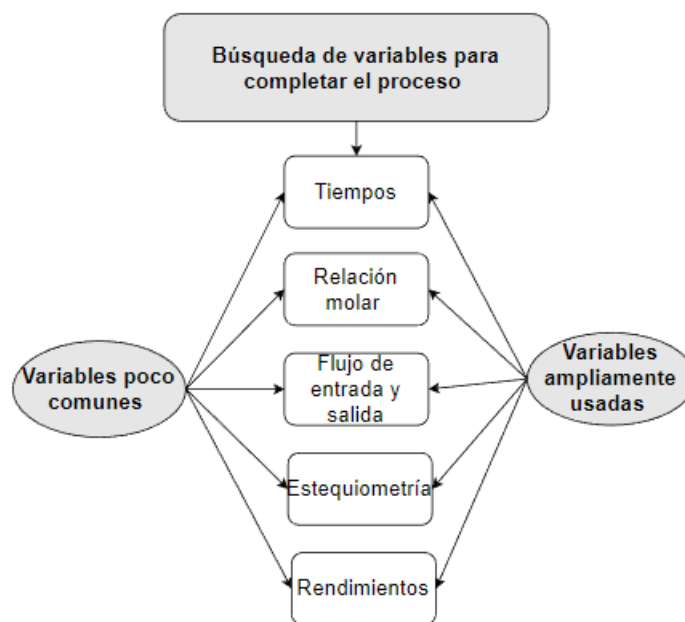 Búsqueda de variables para
completar el proceso
Tiempos
Relación
molar
Flujo de
entrada y
salida
Variables poco
comunes
Variables
ampliamente
usadas
Estequiometría
Rendimientos